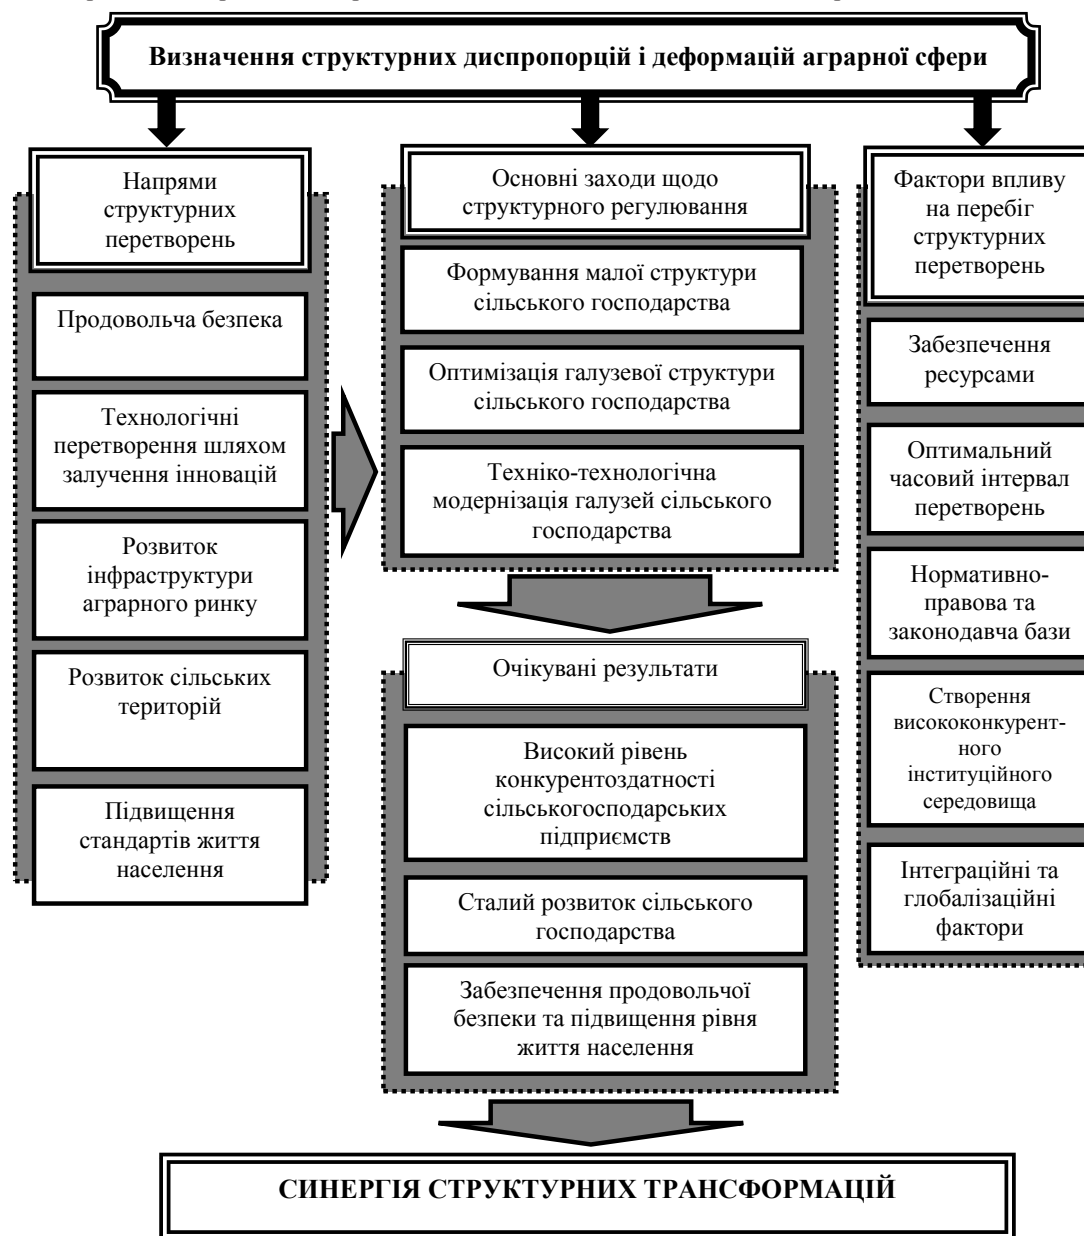 Визначення структурних диспропорцій і деформацій аграрної сфери
Напрями
структурних
перетворень
Продовольча безпека
Технологічні
перетворення шляхом
залучення інновацій
Розвиток
інфраструктури
аграрного ринку
Розвиток сільських
територій
Підвищення
стандартів життя
населення
Основні заходи щодо
структурного регулювання
Формування малої структури
сільського господарства
Оптимізація галузевої структури
сільського господарства
Техніко-технологічна
модернізація галузей сільського
господарства
Очікувані результати
Високий рівень
конкурентоздатності
сільськогосподарських
підприємств
Сталий розвиток сільського
господарства
Забезпечення продовольчої
безпеки та підвищення рівня
життя населення
Фактори впливу
на перебіг
структурних
перетворень
Забезпечення
ресурсами
Оптимальний
часовий інтервал
перетворень
Нормативно-
правова та
законодавча бази
Створення
висококонкурент-
ного
інституційного
середовища
Інтеграційні та
глобалізаційні
фактори
СИНЕРГІЯ СТРУКТУРНИХ ТРАНСФОРМАЦІЙ